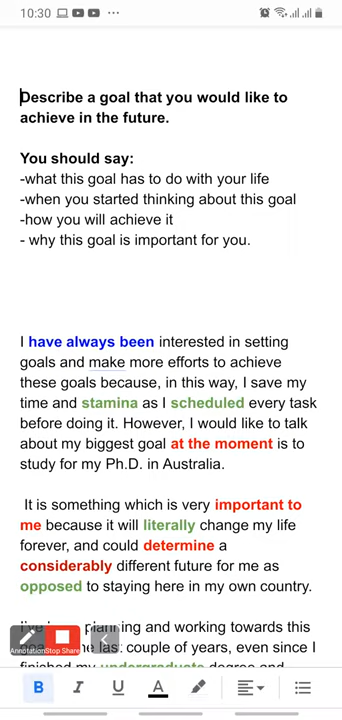 10:30
Describe a goal that you would like to
achieve in the future.
You should say:
-what this goal has to do with your life
-when you started thinking about this goal
-how you will achieve it
- why this goal is important for you.
I have always been interested in setting
goals and make more efforts to achieve
these goals because, in this way, I save my
time and stamina as I scheduled every task
before doing it. However, I would like to talk
about my biggest goal at the moment is to
study for my Ph.D. in Australia.
It is something which is very important to
me because it will literally change my life
forever, and could determine a
considerably different future for me as
opposed to staying here in my own country.
planning and working towards this
couple of years, even since I
finished my undergraduate degree and
Annotation Stop Share
B I U A